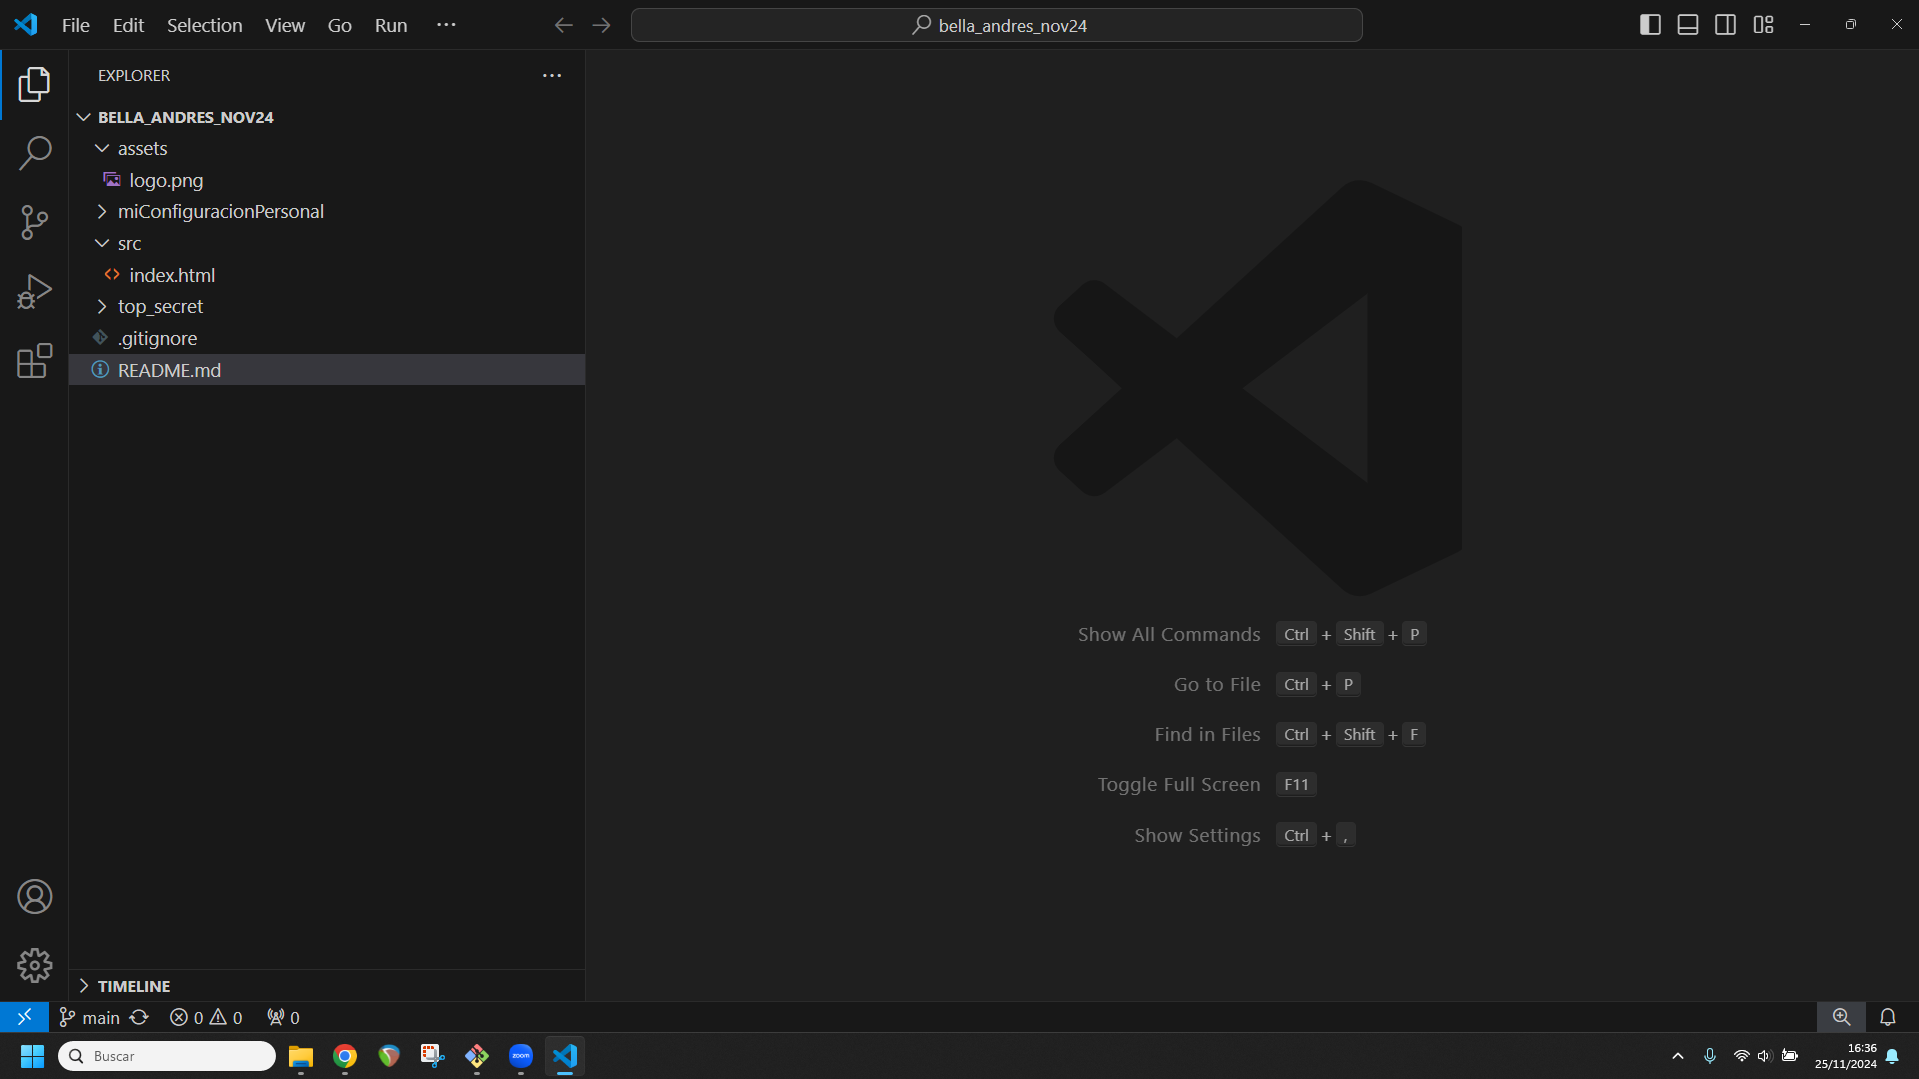 File Edit Selection View Go Run ···
bella_andres_nov24
EXPLORER
BELLA_ANDRES_NOV24
assets
logo.png
miConfiguracionPersonal
src
index.html
top_secret
.gitignore
README.md
Show All Commands Ctrl + Shift + P
Go to File Ctrl + P
Find in Files Ctrl + Shift + F
Toggle Full Screen F11
Show Settings Ctrl + ,
TIMELINE
main 0 0 0
Buscar
zoom
16:36
25/11/2024